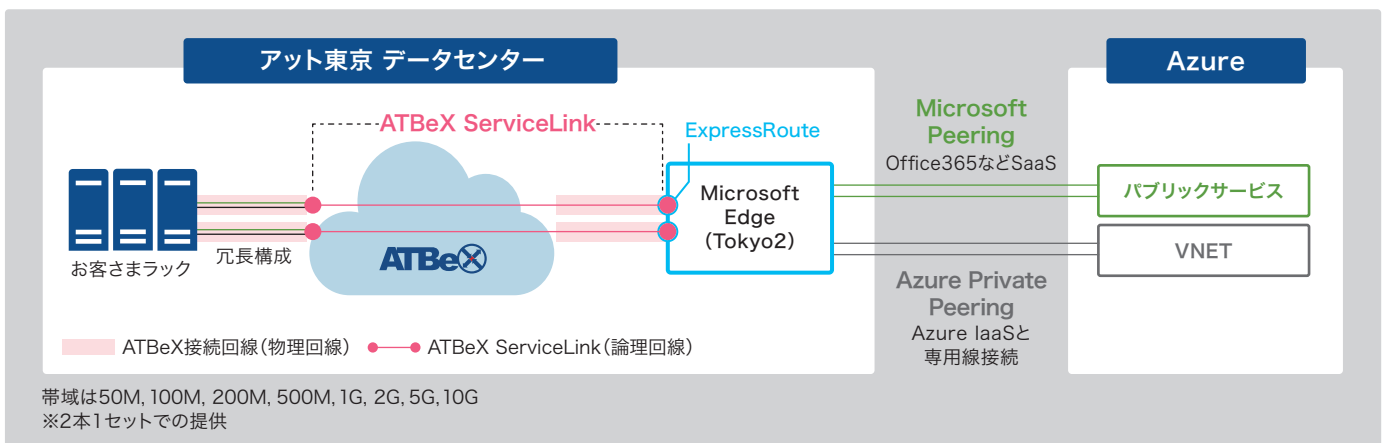 アット東京 データセンター
Azure
ATBeX ServiceLink
ExpressRoute
Microsoft
Peering
Office365などSaaS
Microsoft
Edge
(Tokyo2)
パブリックサービス
お客さまラック
冗長構成
ATBeX
VNET
Azure Private
Peering
Azure IaaSと
専用線接続
ATBeX接続回線(物理回線)
ATBeX ServiceLink(論理回線)
帯域は50M, 100M, 200M, 500M, 1G, 2G, 5G, 10G
※2本1セットでの提供